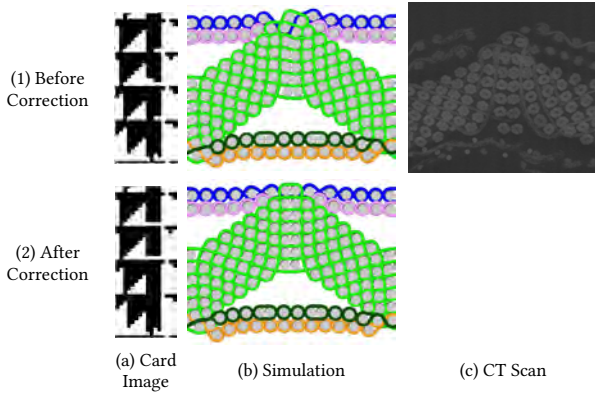 (1) Before
Correction
(2) After
Correction
(a) Card
Image
(b) Simulation
(c) CT Scan